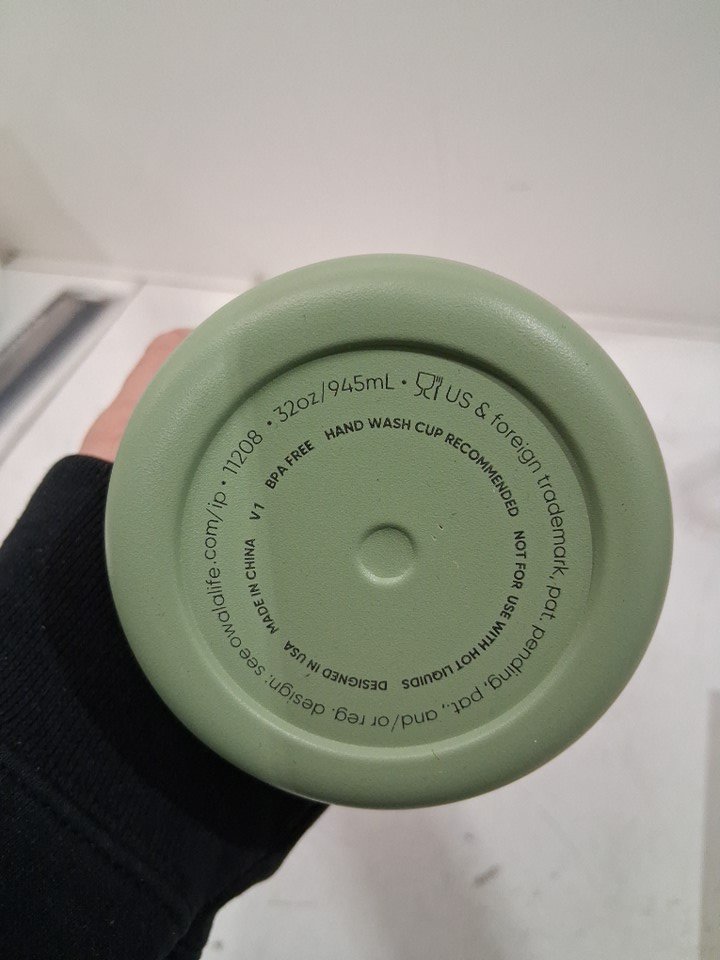 US & foreign trademark, pat. pending, pat., and/or reg. design: see owalalife.com/ip • 11208 • 32oz/945mL •
HAND WASH CUP RECOMMENDED NOT FOR USE WITH HOT LIQUIDS DESIGNED IN USA MADE IN CHINA V1 BPA FREE